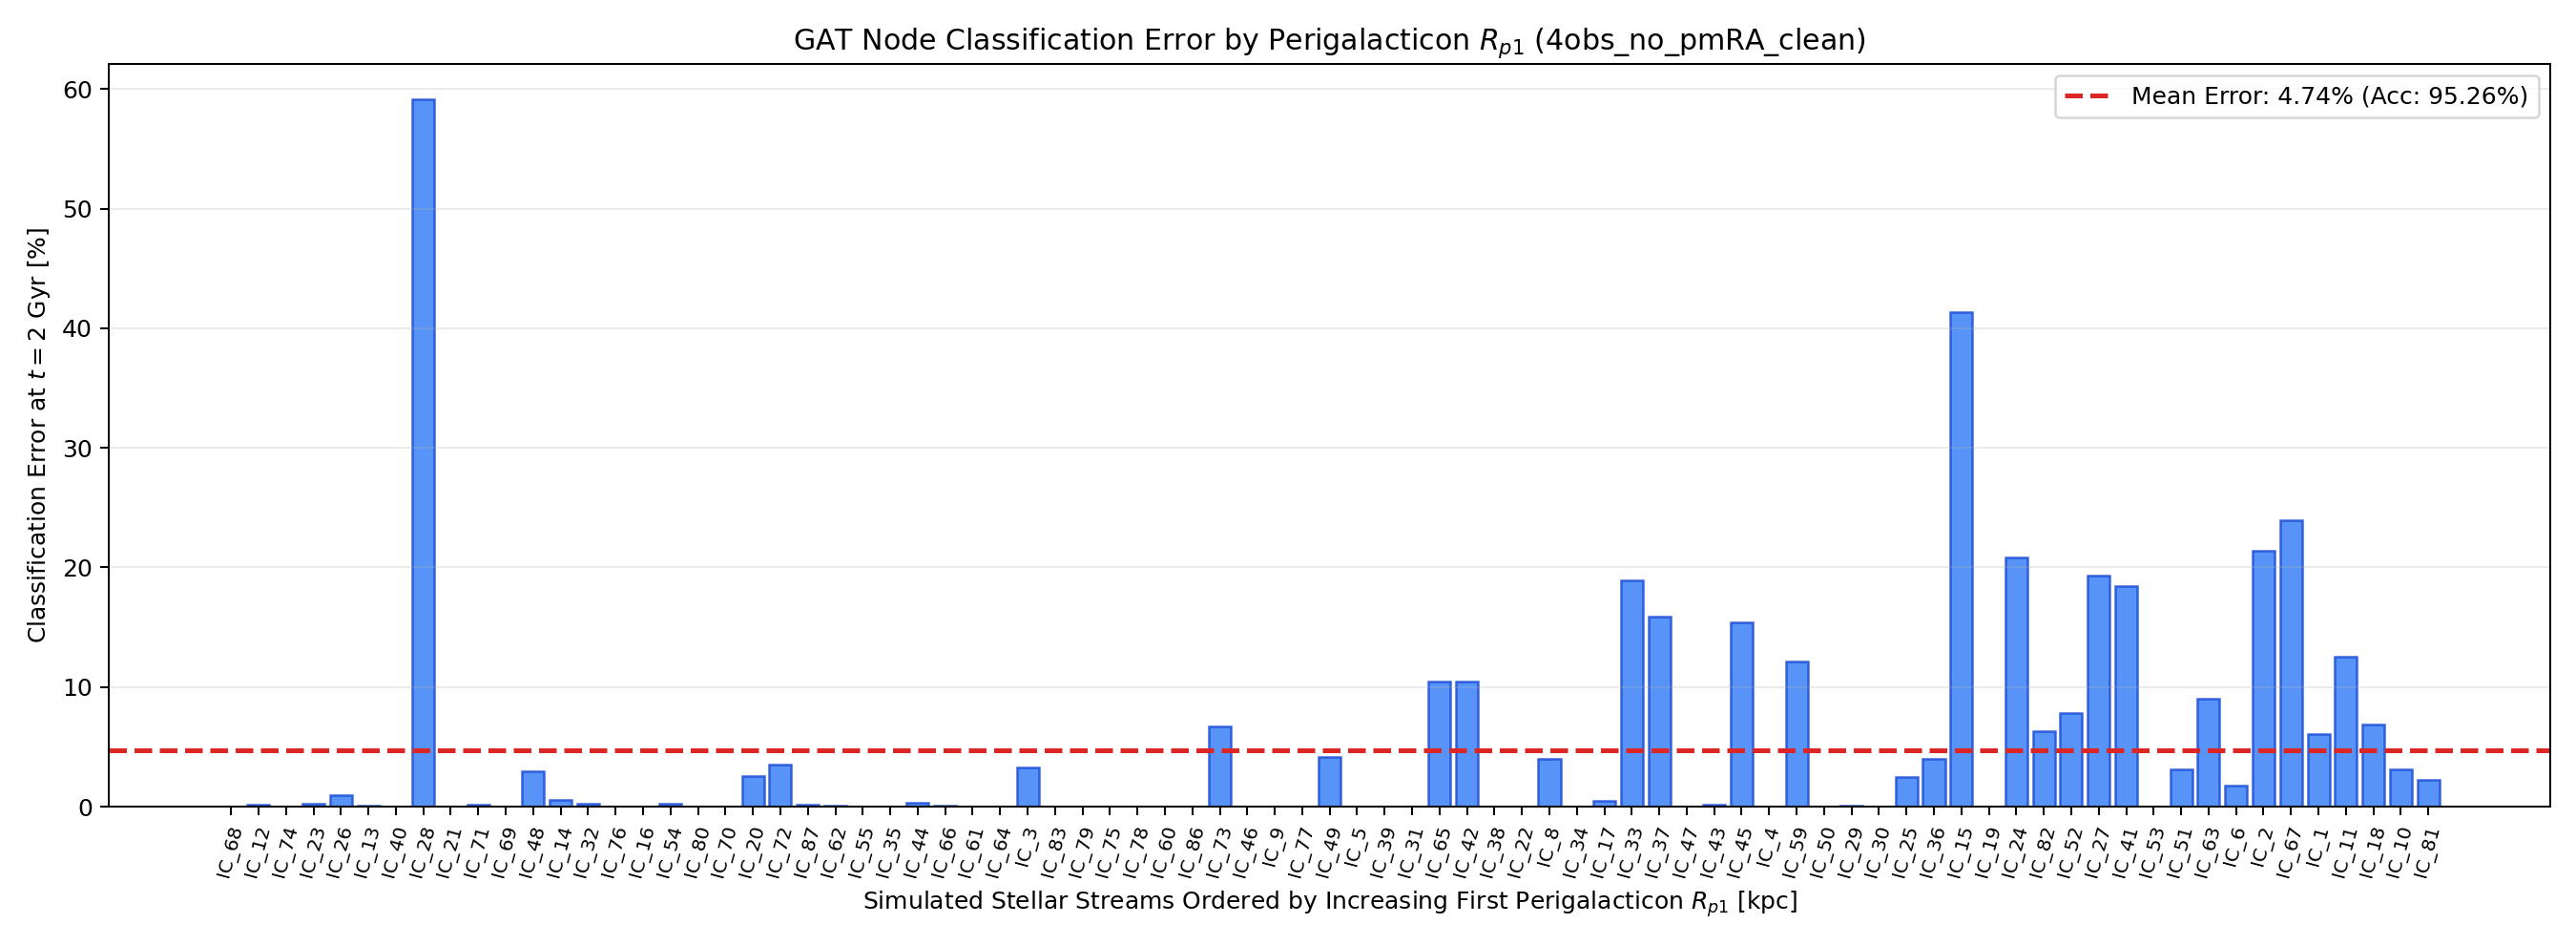 GAT Node Classification Error by Perigalacticon R_{p1} (4obs_no_pmRA_clean)
Mean Error: 4.74% (Acc: 95.26%)
Classification Error at t = 2 Gyr [%]
60
50
40
30
20
10
0
IC_68 IC_12 IC_74 IC_23 IC_26 IC_13 IC_40 IC_28 IC_21 IC_71 IC_69 IC_48 IC_14 IC_32 IC_76 IC_16 IC_54 IC_80 IC_70 IC_20 IC_72 IC_87 IC_62 IC_55 IC_35 IC_44 IC_66 IC_61 IC_64 IC_3 IC_83 IC_79 IC_75 IC_78 IC_60 IC_86 IC_73 IC_46 IC_9 IC_77 IC_49 IC_5 IC_39 IC_31 IC_65 IC_42 IC_38 IC_22 IC_8 IC_34 IC_17 IC_33 IC_37 IC_47 IC_43 IC_45 IC_4 IC_59 IC_50 IC_29 IC_30 IC_25 IC_36 IC_15 IC_19 IC_24 IC_82 IC_52 IC_27 IC_41 IC_53 IC_51 IC_63 IC_6 IC_2 IC_67 IC_1 IC_11 IC_18 IC_10 IC_81
Simulated Stellar Streams Ordered by Increasing First Perigalacticon R_{p1} [kpc]